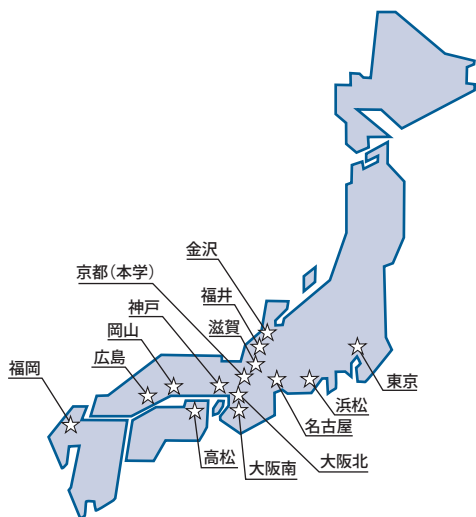 金沢
京都（本学）
福井
神戸
滋賀
岡山
広島
福岡
東京
浜松
名古屋
高松
大阪北
大阪南